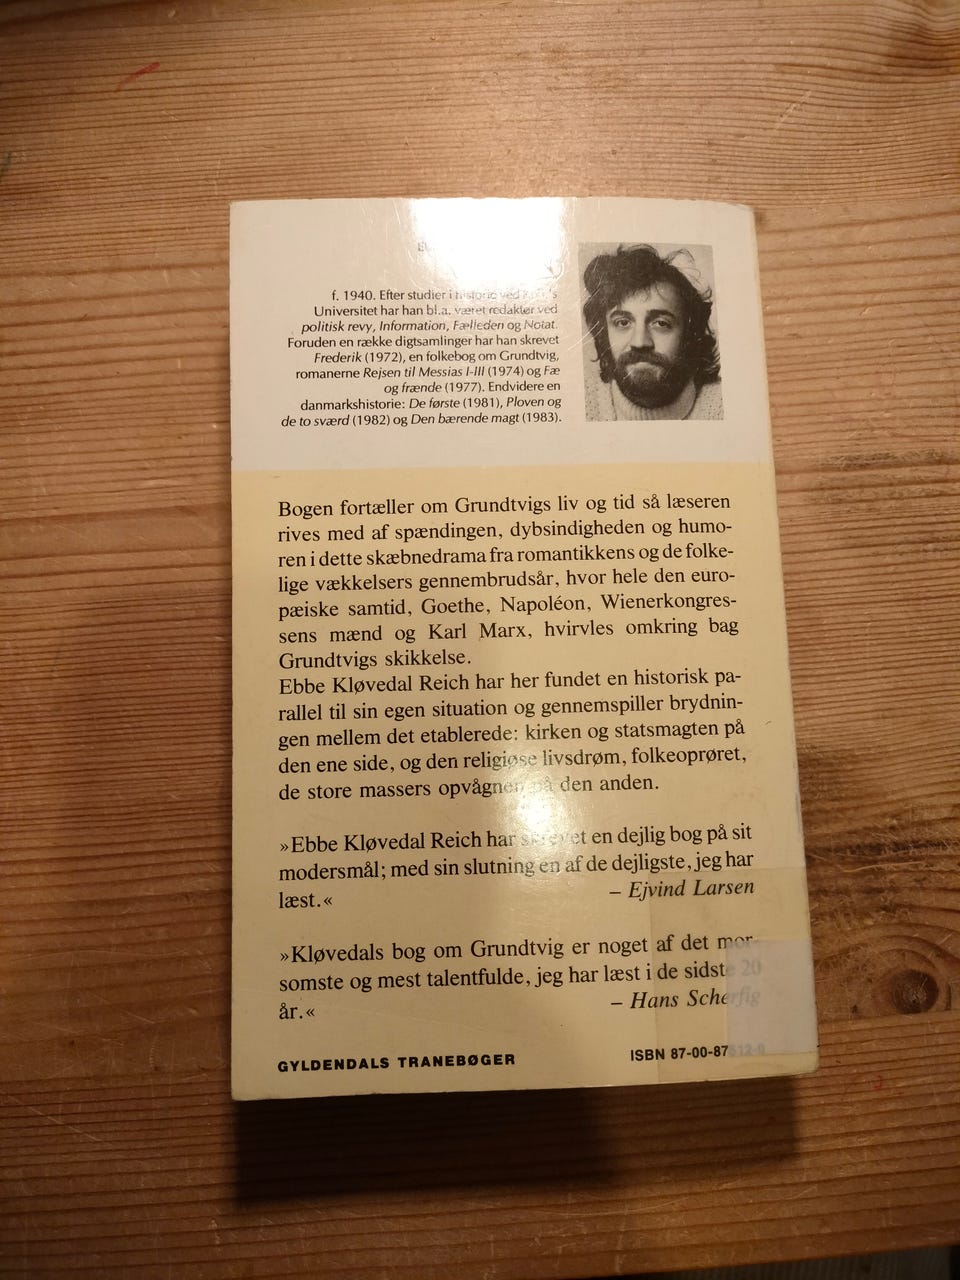 f. 1940. Efter studier i historie ved Kbh.'s
Universitet har han bl.a. været redaktør ved
politisk revy, Information, Fælleden og Notat.
Foruden en række digtsamlinger har han skrevet
Frederik (1972), en folkebog om Grundtvig,
romanerne Rejsen til Messias I-III (1974) og Fæ
og frænde (1977). Endvidere en
danmarkshistorie: De første (1981), Ploven og
de to sværd (1982) og Den bærende magt (1983).
Bogen fortæller om Grundtvigs liv og tid så læseren
rives med af spændingen, dybsindigheden og humo-
ren i dette skæbnedrama fra romantikkens og de folke-
lige vækkelsers gennembrudsår, hvor hele den euro-
pæiske samtid, Goethe, Napoléon, Wienerkongres-
sens mænd og Karl Marx, hvirvles omkring bag
Grundtvigs skikkelse.
Ebbe Kløvedal Reich har her fundet en historisk pa-
rallel til sin egen situation og gennemspiller brydnin-
gen mellem det etablerede: kirken og statsmagten på
den ene side, og den religiøse livsdrøm, folkeoprøret,
de store massers opvågnen på den anden.
»Ebbe Kløvedal Reich har skrevet en dejlig bog på sit
modersmål; med sin slutning en af de dejligste, jeg har
læst.« – Ejvind Larsen
»Kløvedals bog om Grundtvig er noget af det mor-
somste og mest talentfulde, jeg har læst i de sidste 20
år.« – Hans Scherfig
GYLDENDALS TRANEBØGER ISBN 87-00-87